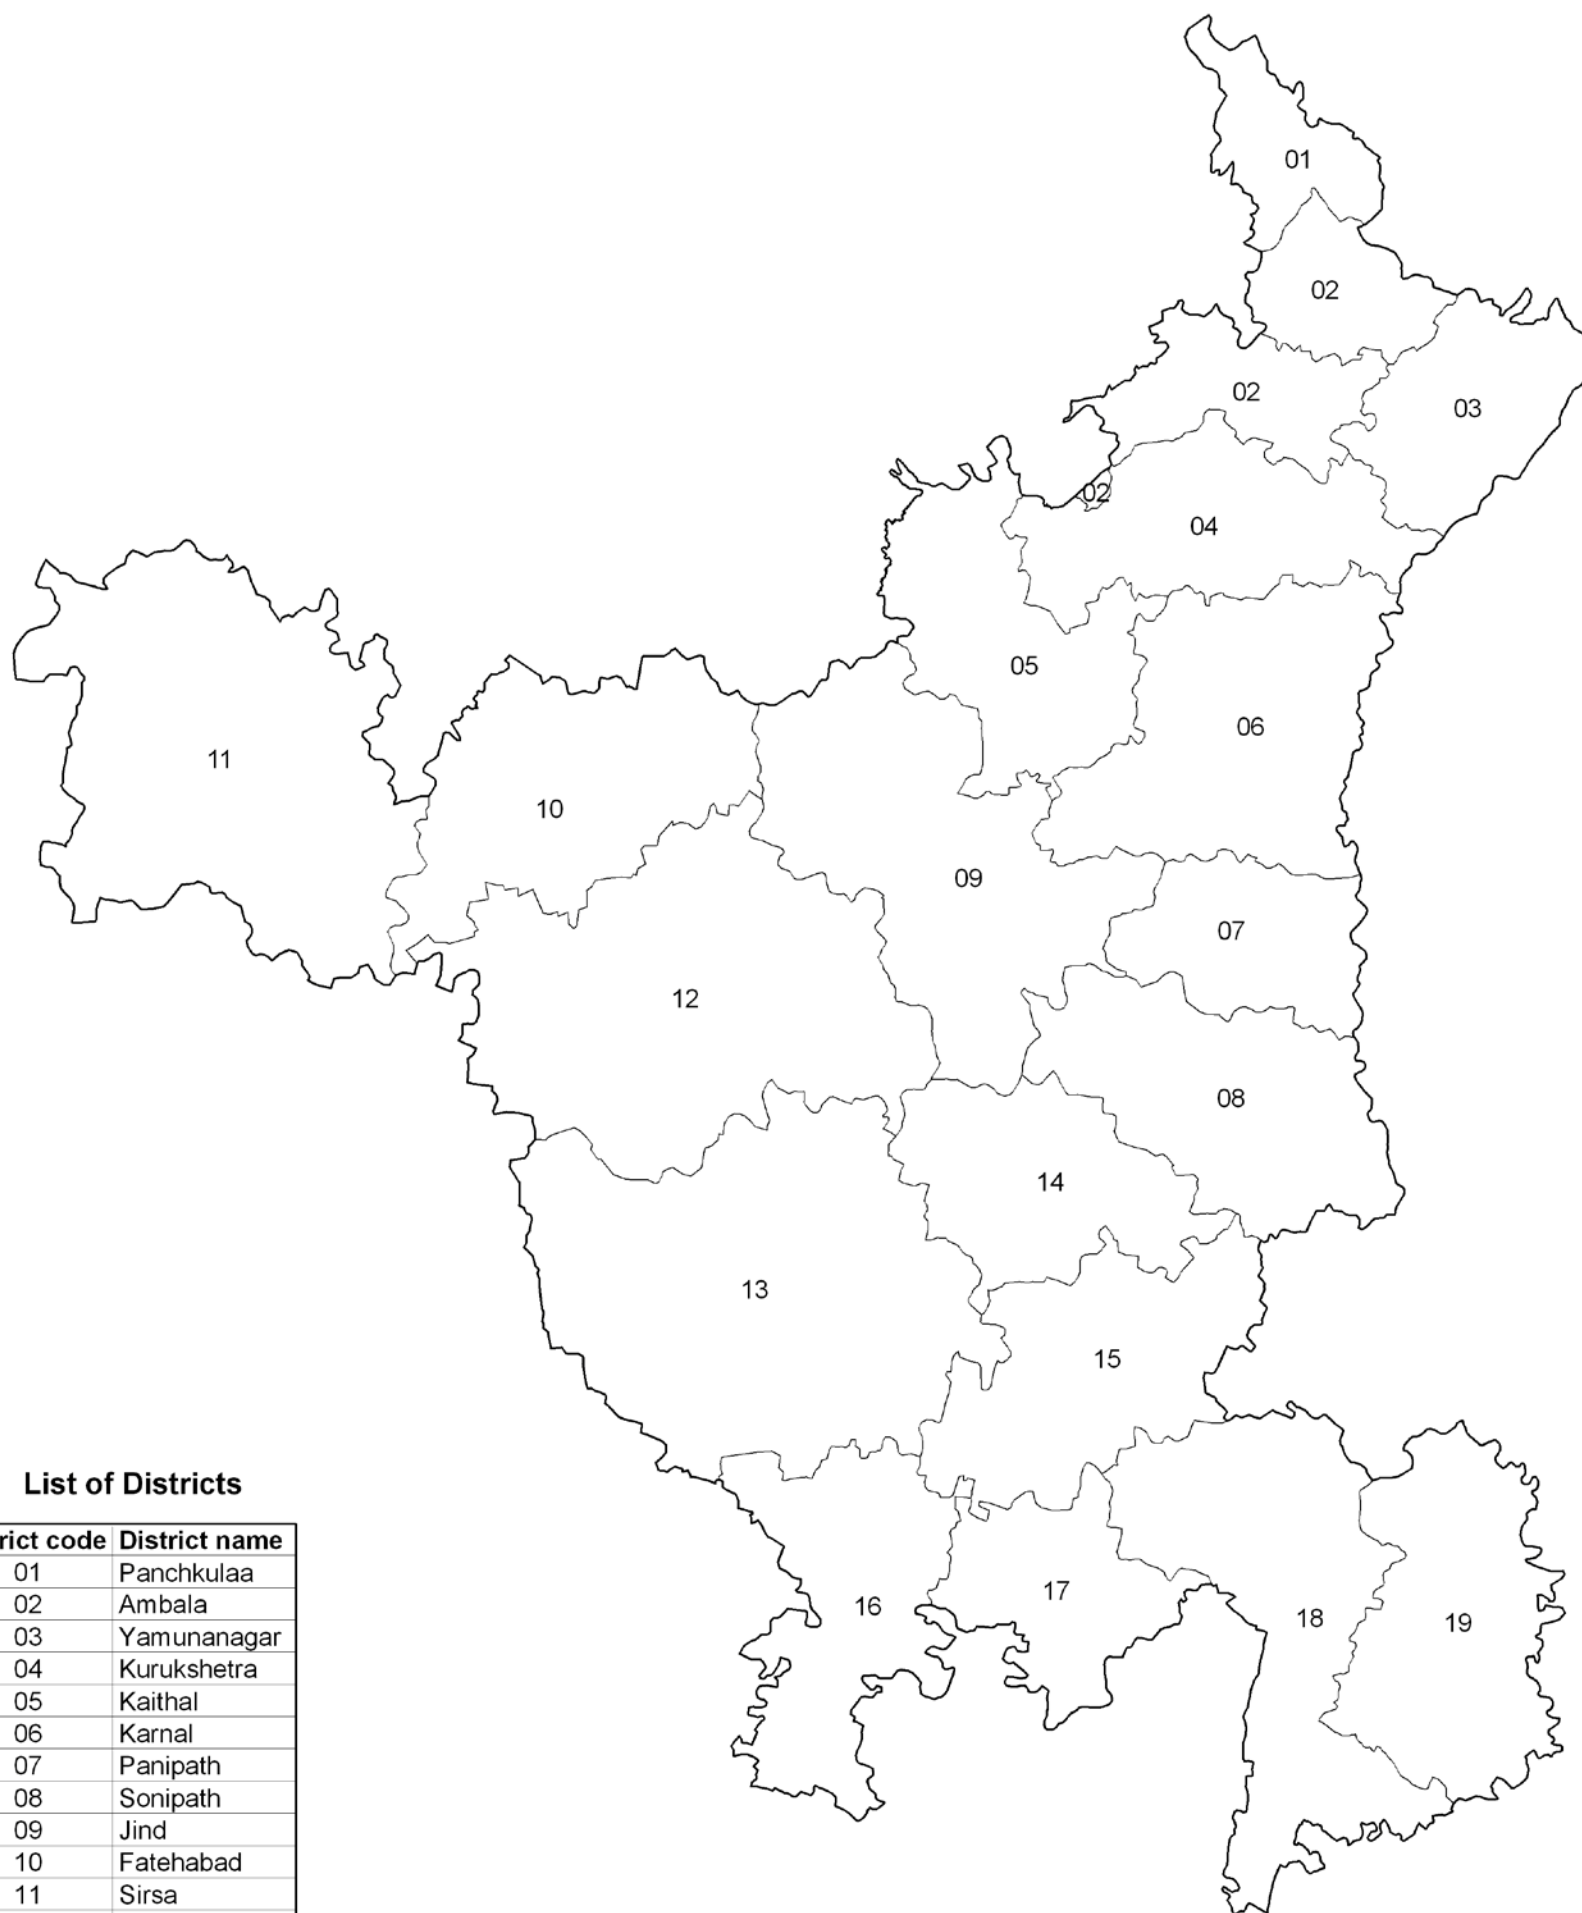 01
02
02
03
02
04
05
06
11
10
09
07
12
08
14
13
15
16
17
18
19
List of Districts
rict code District name
01 Panchkulaa
02 Ambala
03 Yamunanagar
04 Kurukshetra
05 Kaithal
06 Karnal
07 Panipath
08 Sonipath
09 Jind
10 Fatehabad
11 Sirsa